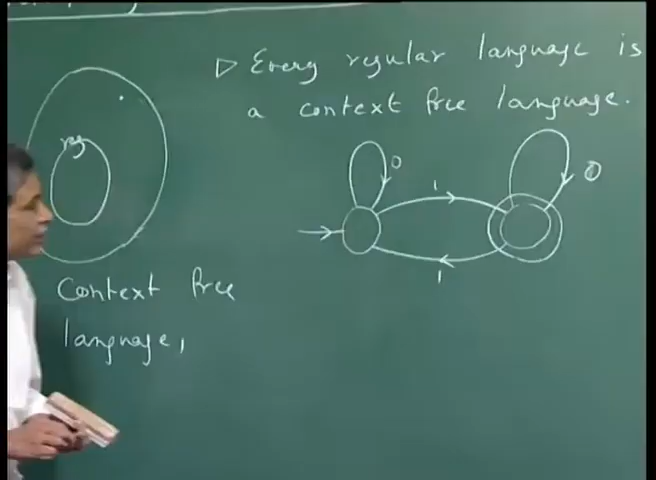 ▷ Every regular language is
a context free language.
reg
0
1
0
1
Context free
language,